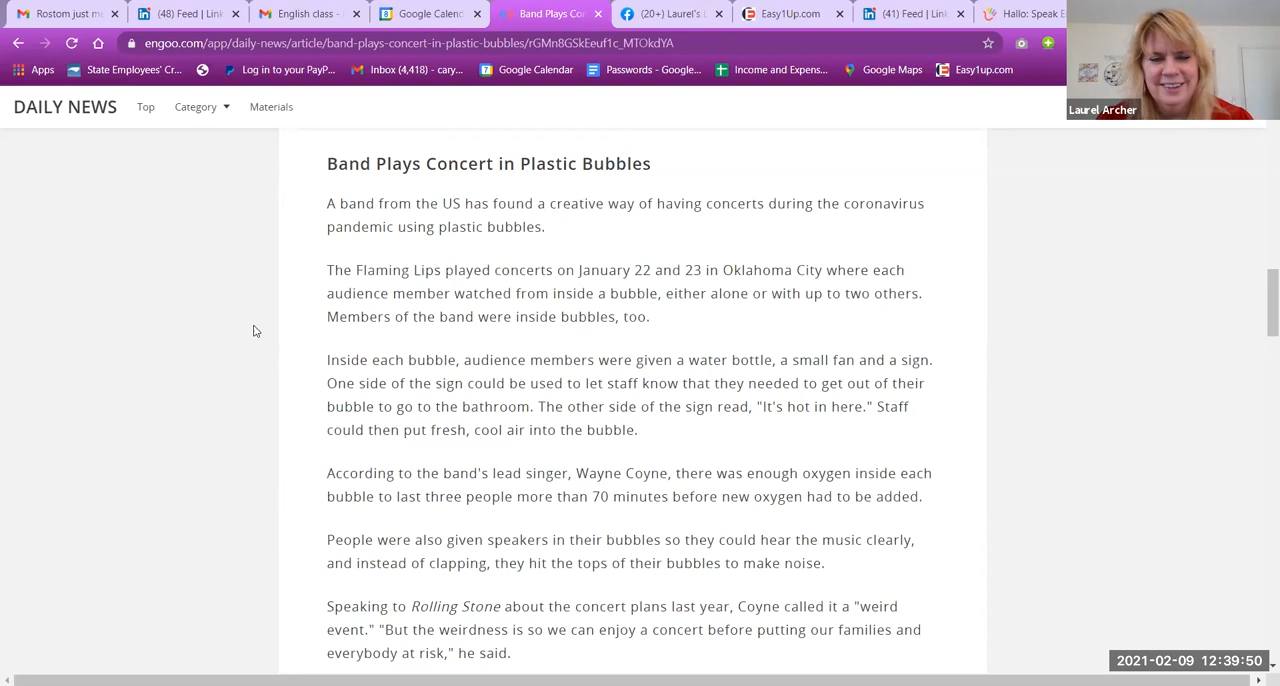 Rostom just me
(48) Feed | Link
English class -
Google Calend
Band Plays Con
(20+) Laurel's L
Easy1Up.com
(41) Feed | Link
Hallo: Speak E
engoo.com/app/daily-news/article/band-plays-concert-in-plastic-bubbles/rGMn8GSkEeuf1c_MTOkdYA
Apps
State Employees' Cr...
Log in to your PayP...
Inbox (4,418) - cary...
Google Calendar
Passwords - Google...
Income and Expens...
Google Maps
Easy1up.com
Laurel Archer
DAILY NEWS Top Category Materials
Band Plays Concert in Plastic Bubbles
A band from the US has found a creative way of having concerts during the coronavirus
pandemic using plastic bubbles.
The Flaming Lips played concerts on January 22 and 23 in Oklahoma City where each
audience member watched from inside a bubble, either alone or with up to two others.
Members of the band were inside bubbles, too.
Inside each bubble, audience members were given a water bottle, a small fan and a sign.
One side of the sign could be used to let staff know that they needed to get out of their
bubble to go to the bathroom. The other side of the sign read, "It's hot in here." Staff
could then put fresh, cool air into the bubble.
According to the band's lead singer, Wayne Coyne, there was enough oxygen inside each
bubble to last three people more than 70 minutes before new oxygen had to be added.
People were also given speakers in their bubbles so they could hear the music clearly,
and instead of clapping, they hit the tops of their bubbles to make noise.
Speaking to Rolling Stone about the concert plans last year, Coyne called it a "weird
event." "But the weirdness is so we can enjoy a concert before putting our families and
everybody at risk," he said.
2021-02-09 12:39:50